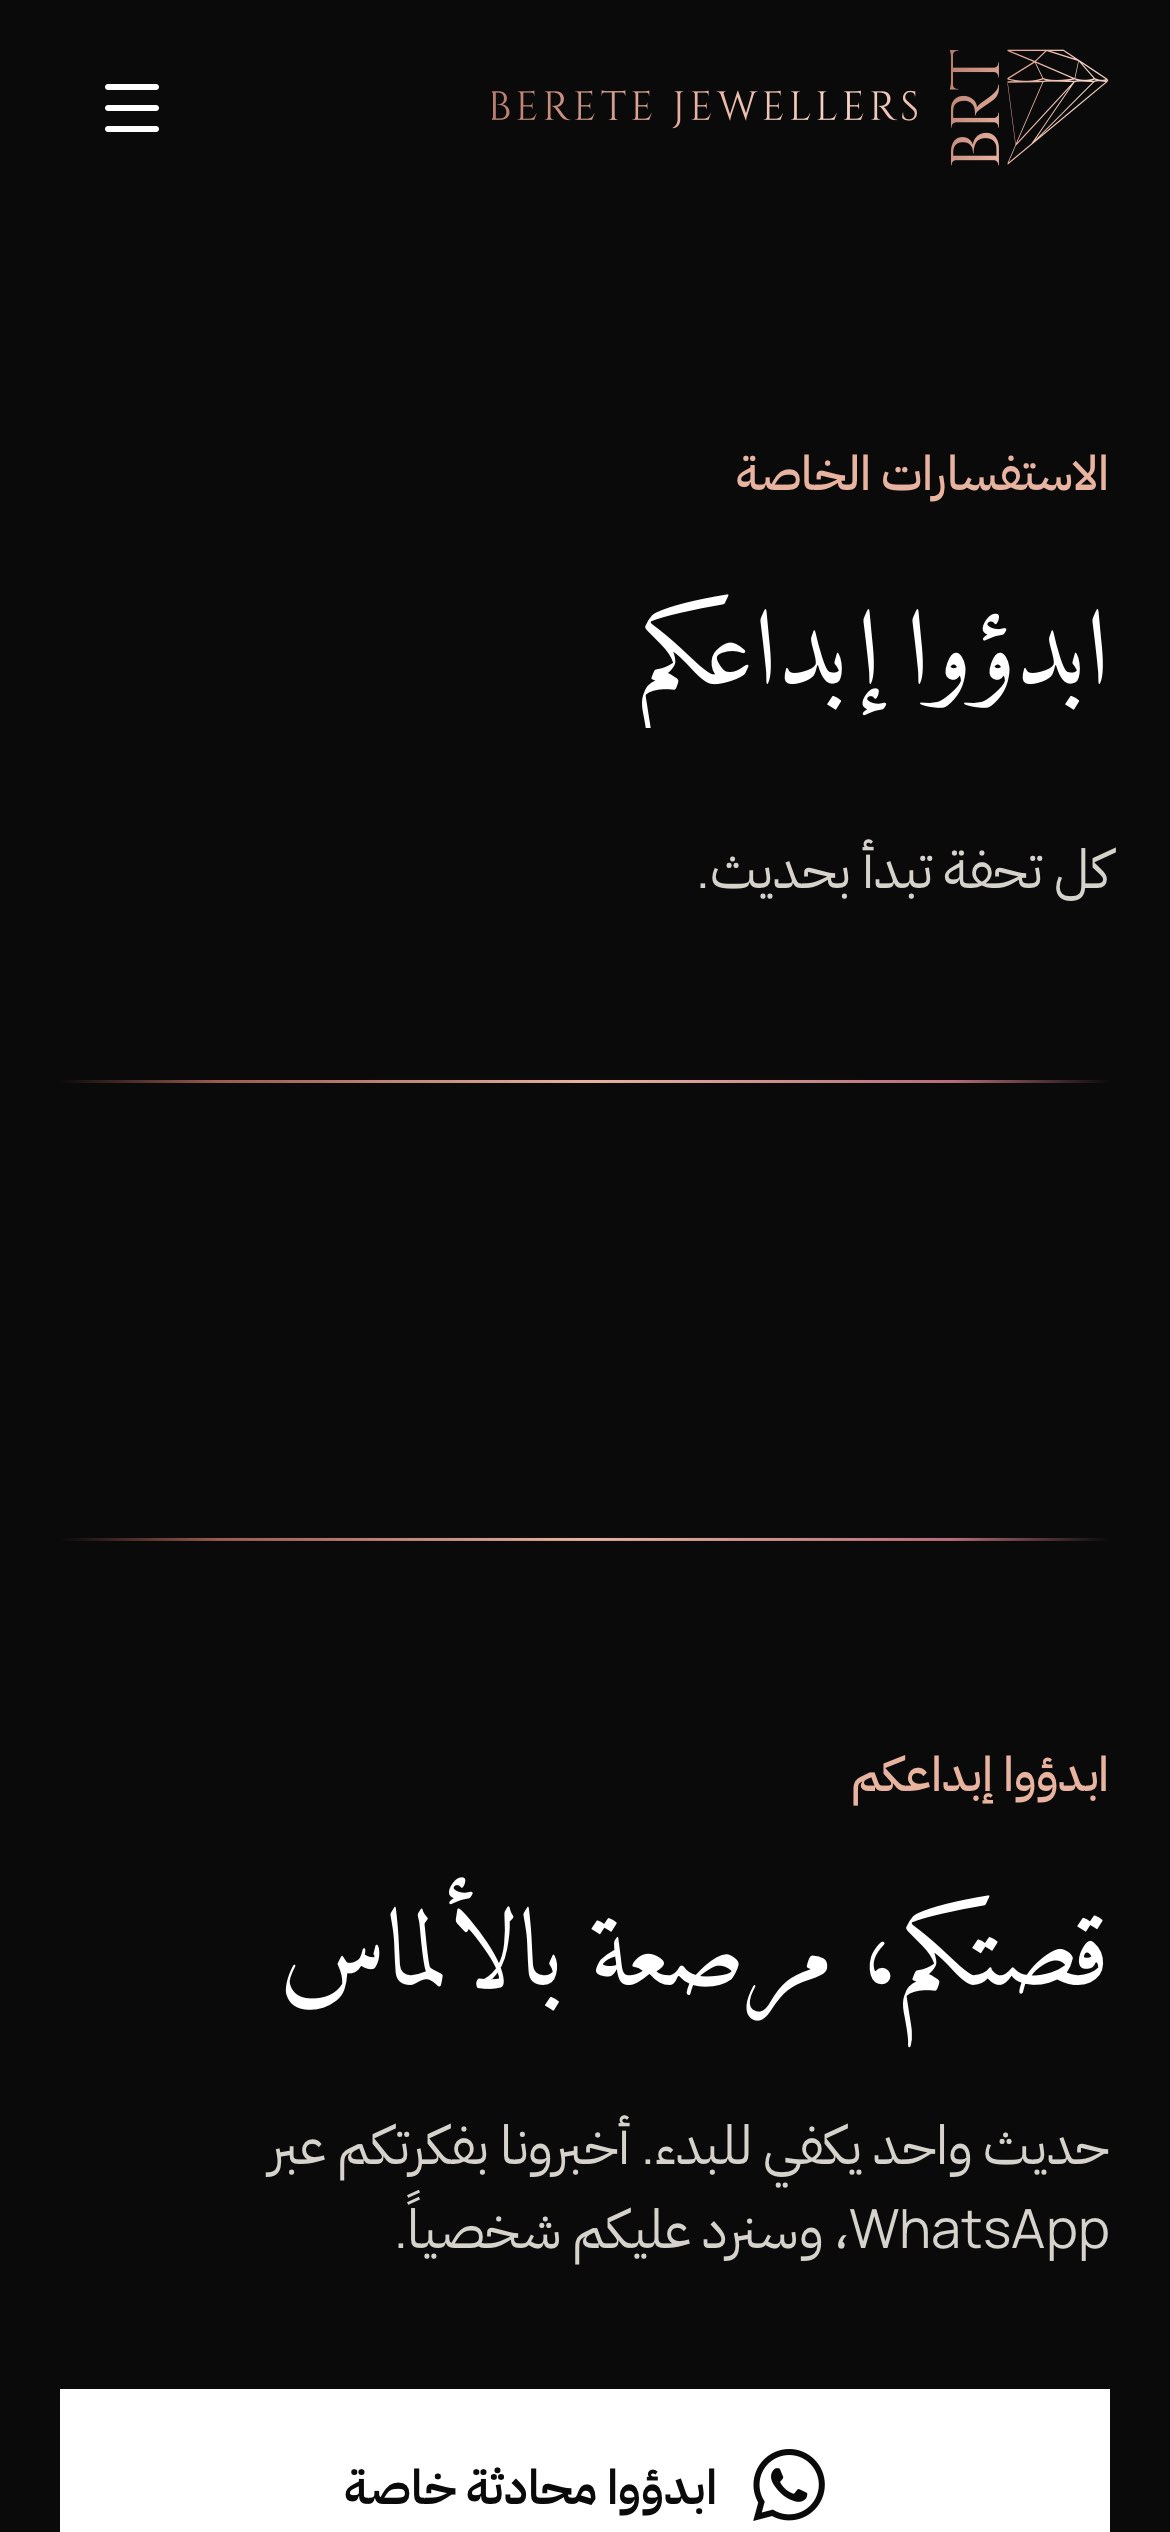 BRT
BERETE JEWELLERS
الاستفسارات الخاصة
ابدؤوا إبداعكم
كل تحفة تبدأ بحديث.
ابدؤوا إبداعكم
قصتكم، مرصعة بالألماس
حديث واحد يكفي للبدء. أخبرونا بفكرتكم عبر
WhatsApp، وسنرد عليكم شخصياً.
ابدؤوا محادثة خاصة